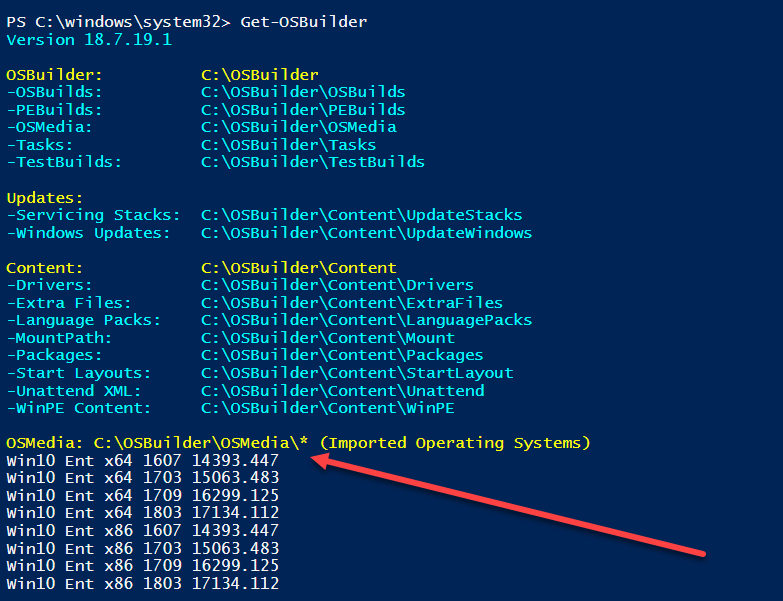 PS C:\windows\system32> Get-OSBuilder
Version 18.7.19.1
OSBuilder: C:\OSBuilder
-OSBuilds: C:\OSBuilder\OSBuilds
-PEBuilds: C:\OSBuilder\PEBuilds
-OSMedia: C:\OSBuilder\OSMedia
-Tasks: C:\OSBuilder\Tasks
-TestBuilds: C:\OSBuilder\TestBuilds
Updates:
-Servicing Stacks: C:\OSBuilder\Content\UpdateStacks
-Windows Updates: C:\OSBuilder\Content\UpdateWindows
Content: C:\OSBuilder\Content
-Drivers: C:\OSBuilder\Content\Drivers
-Extra Files: C:\OSBuilder\Content\ExtraFiles
-Language Packs: C:\OSBuilder\Content\LanguagePacks
-MountPath: C:\OSBuilder\Content\Mount
-Packages: C:\OSBuilder\Content\Packages
-Start Layouts: C:\OSBuilder\Content\StartLayout
-Unattend XML: C:\OSBuilder\Content\Unattend
-WinPE Content: C:\OSBuilder\Content\WinPE
OSMedia: C:\OSBuilder\OSMedia\* (Imported Operating Systems)
Win10 Ent x64 1607 14393.447
Win10 Ent x64 1703 15063.483
Win10 Ent x64 1709 16299.125
Win10 Ent x64 1803 17134.112
Win10 Ent x86 1607 14393.447
Win10 Ent x86 1703 15063.483
Win10 Ent x86 1709 16299.125
Win10 Ent x86 1803 17134.112